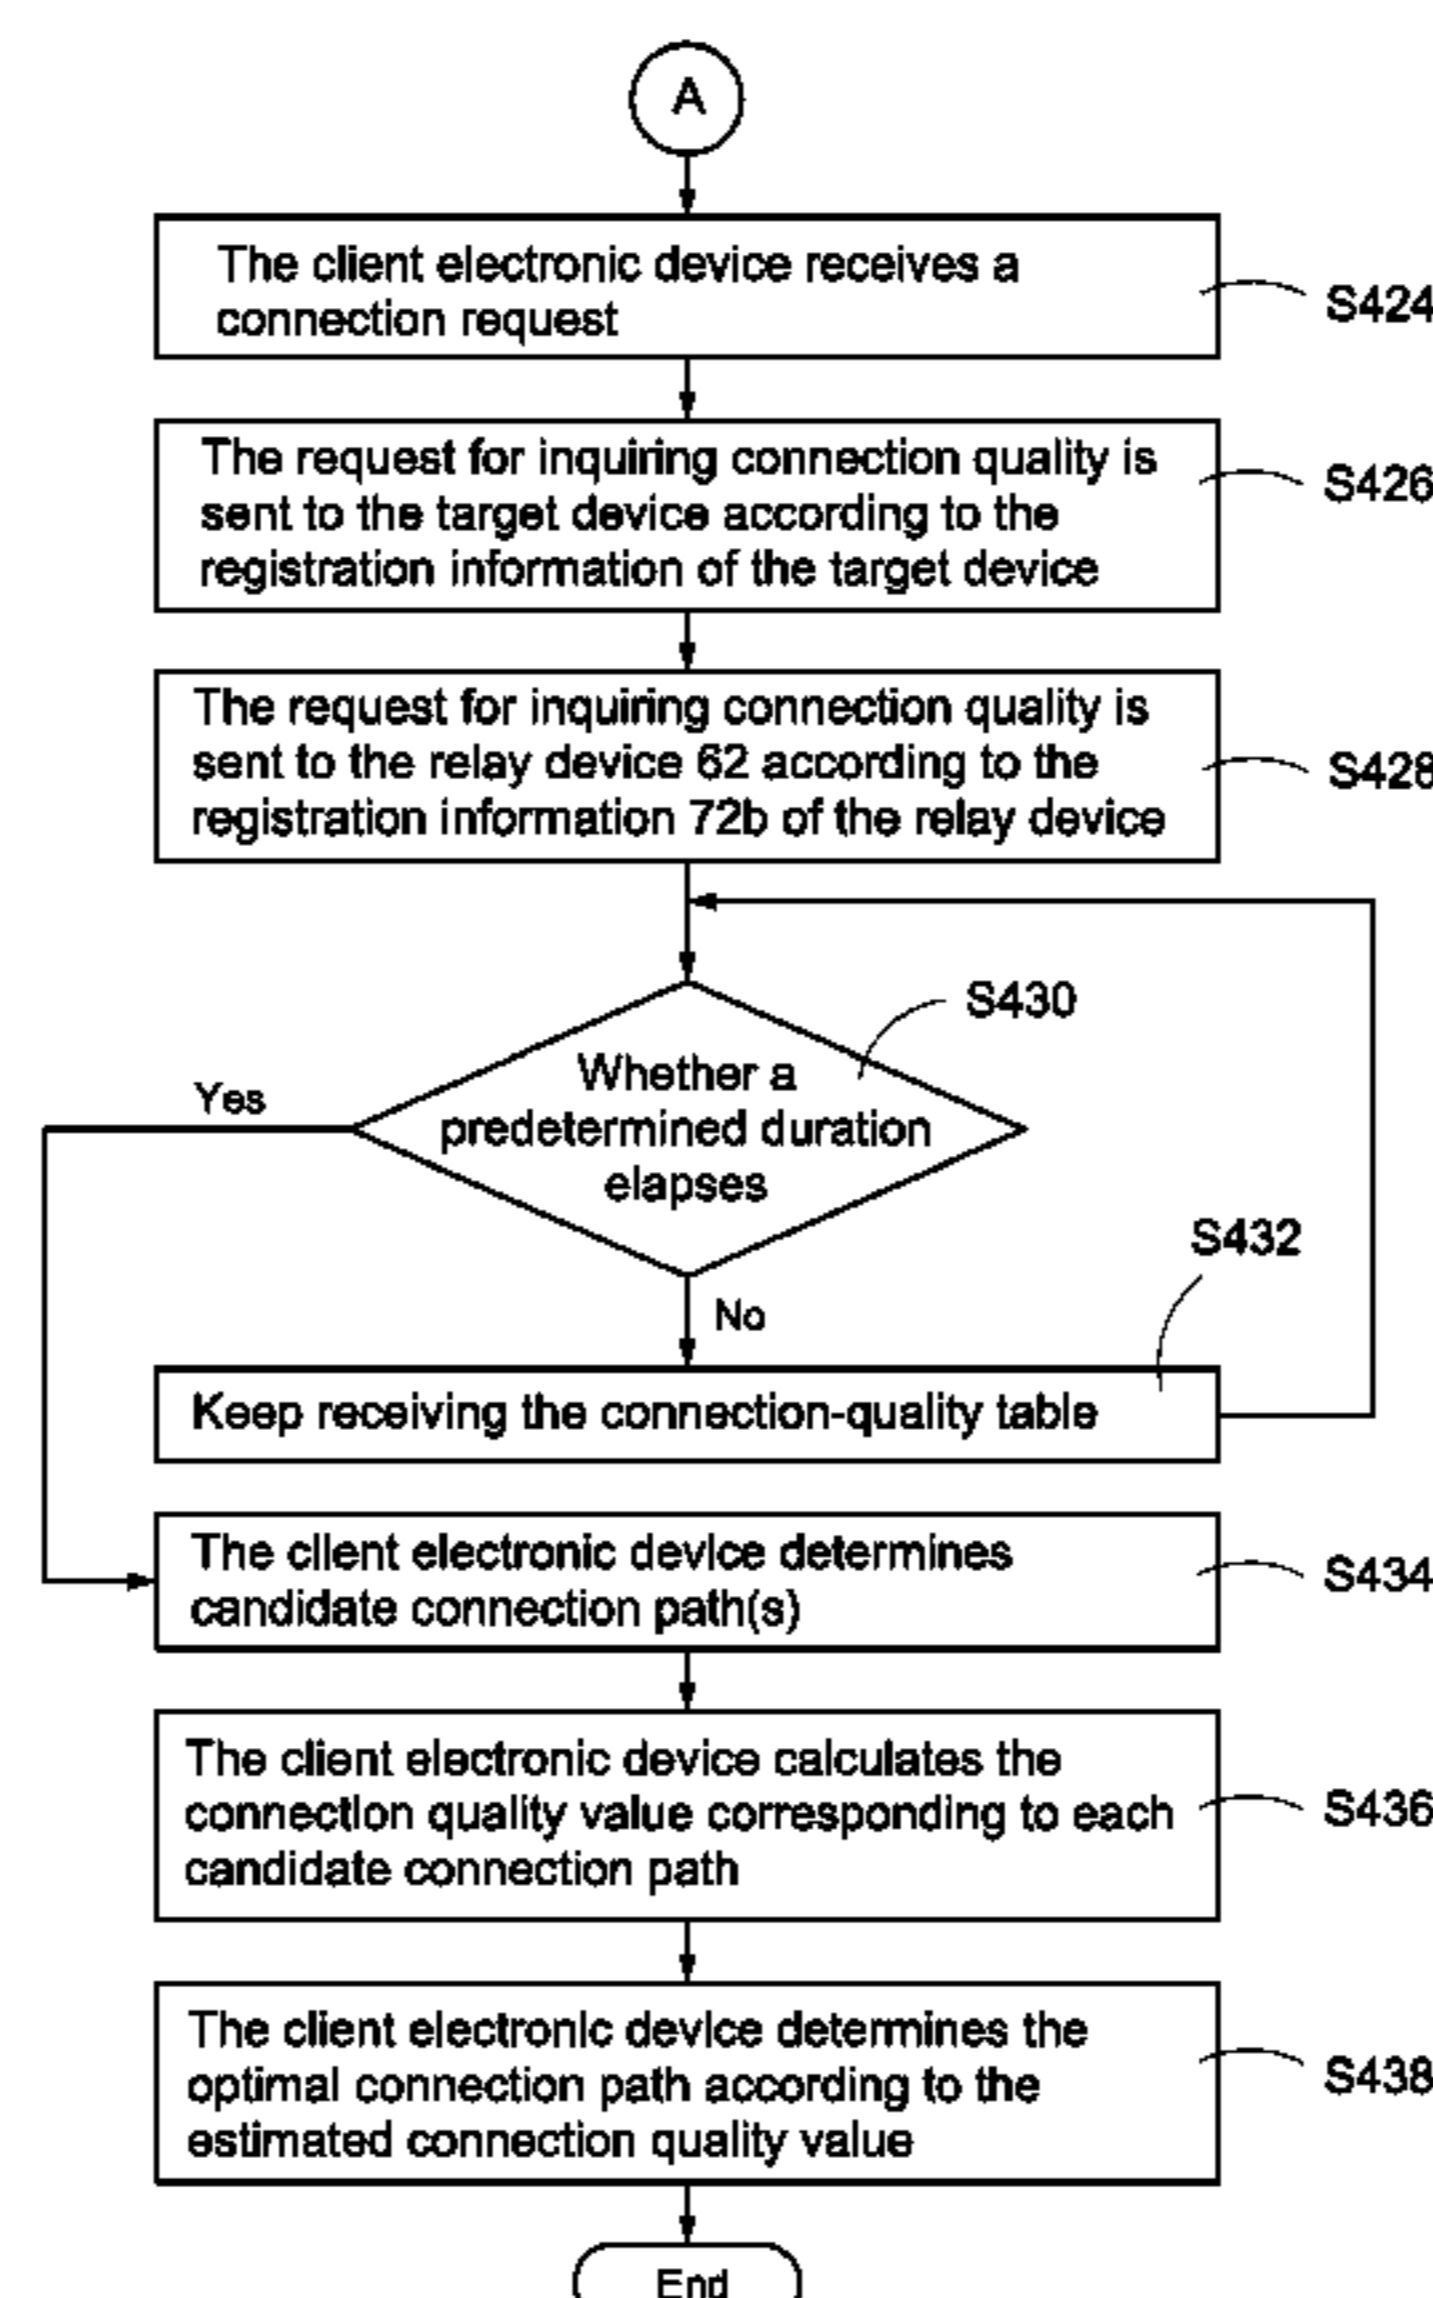 A
The client electronic device receives a
connection request
S424
The request for inquiring connection quality is
sent to the target device according to the
registration information of the target device
S426
The request for inquiring connection quality is
sent to the relay device 62 according to the
registration information 72b of the relay device
S428
S430
Whether a
predetermined duration
elapses
Yes
No
S432
Keep receiving the connection-quality table
The client electronic device determines
candidate connection path(s)
S434
The client electronic device calculates the
connection quality value corresponding to each
candidate connection path
S436
The client electronic device determines the
optimal connection path according to the
estimated connection quality value
S438
End